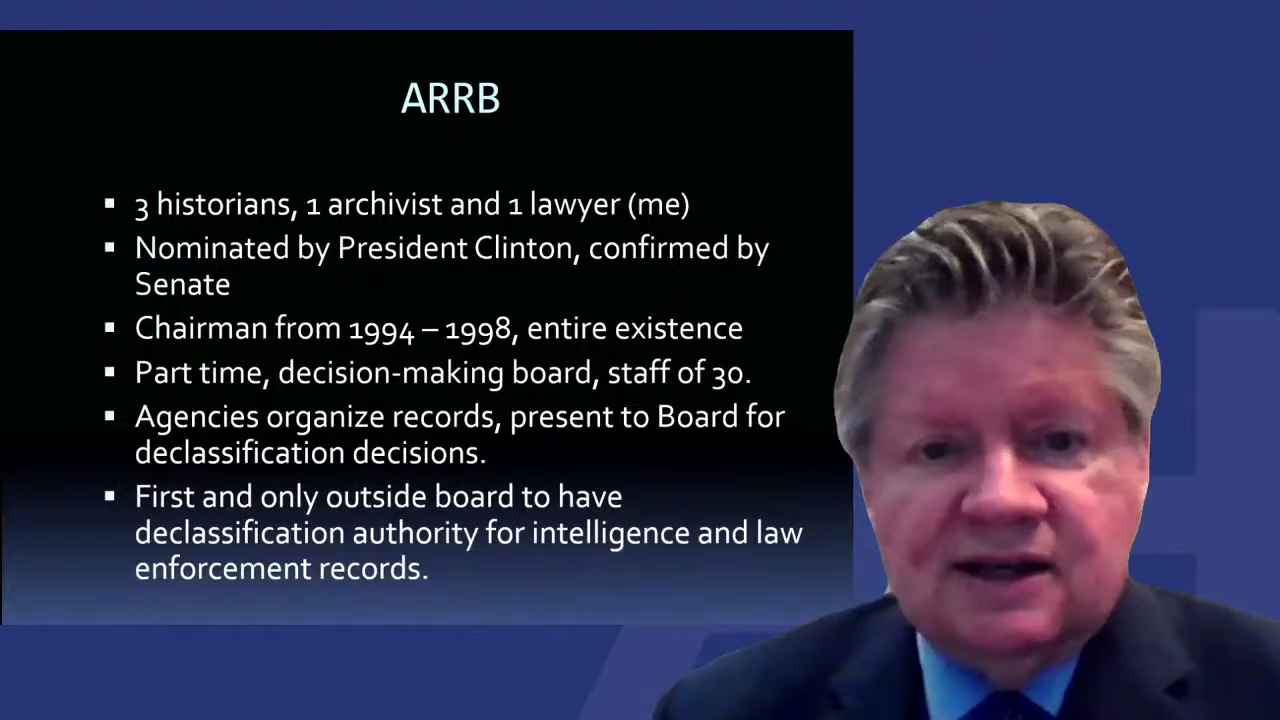 ARRB
▪ 3 historians, 1 archivist and 1 lawyer (me)
▪ Nominated by President Clinton, confirmed by
Senate
▪ Chairman from 1994 – 1998, entire existence
▪ Part time, decision-making board, staff of 30.
▪ Agencies organize records, present to Board for
declassification decisions.
▪ First and only outside board to have
declassification authority for intelligence and law
enforcement records.